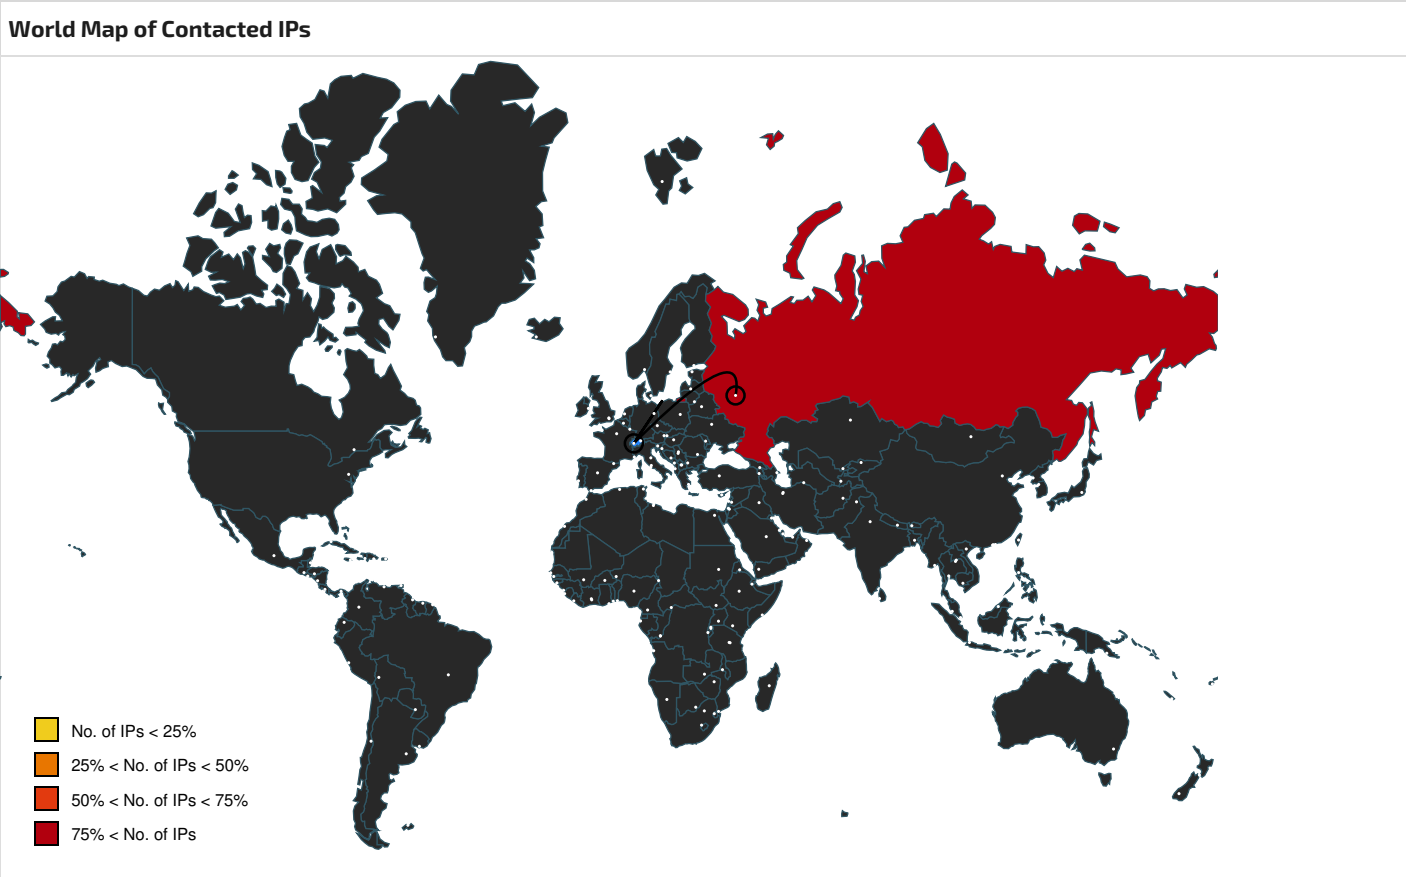 World Map of Contacted IPs
No. of IPs < 25%
25% < No. of IPs < 50%
50% < No. of IPs < 75%
75% < No. of IPs